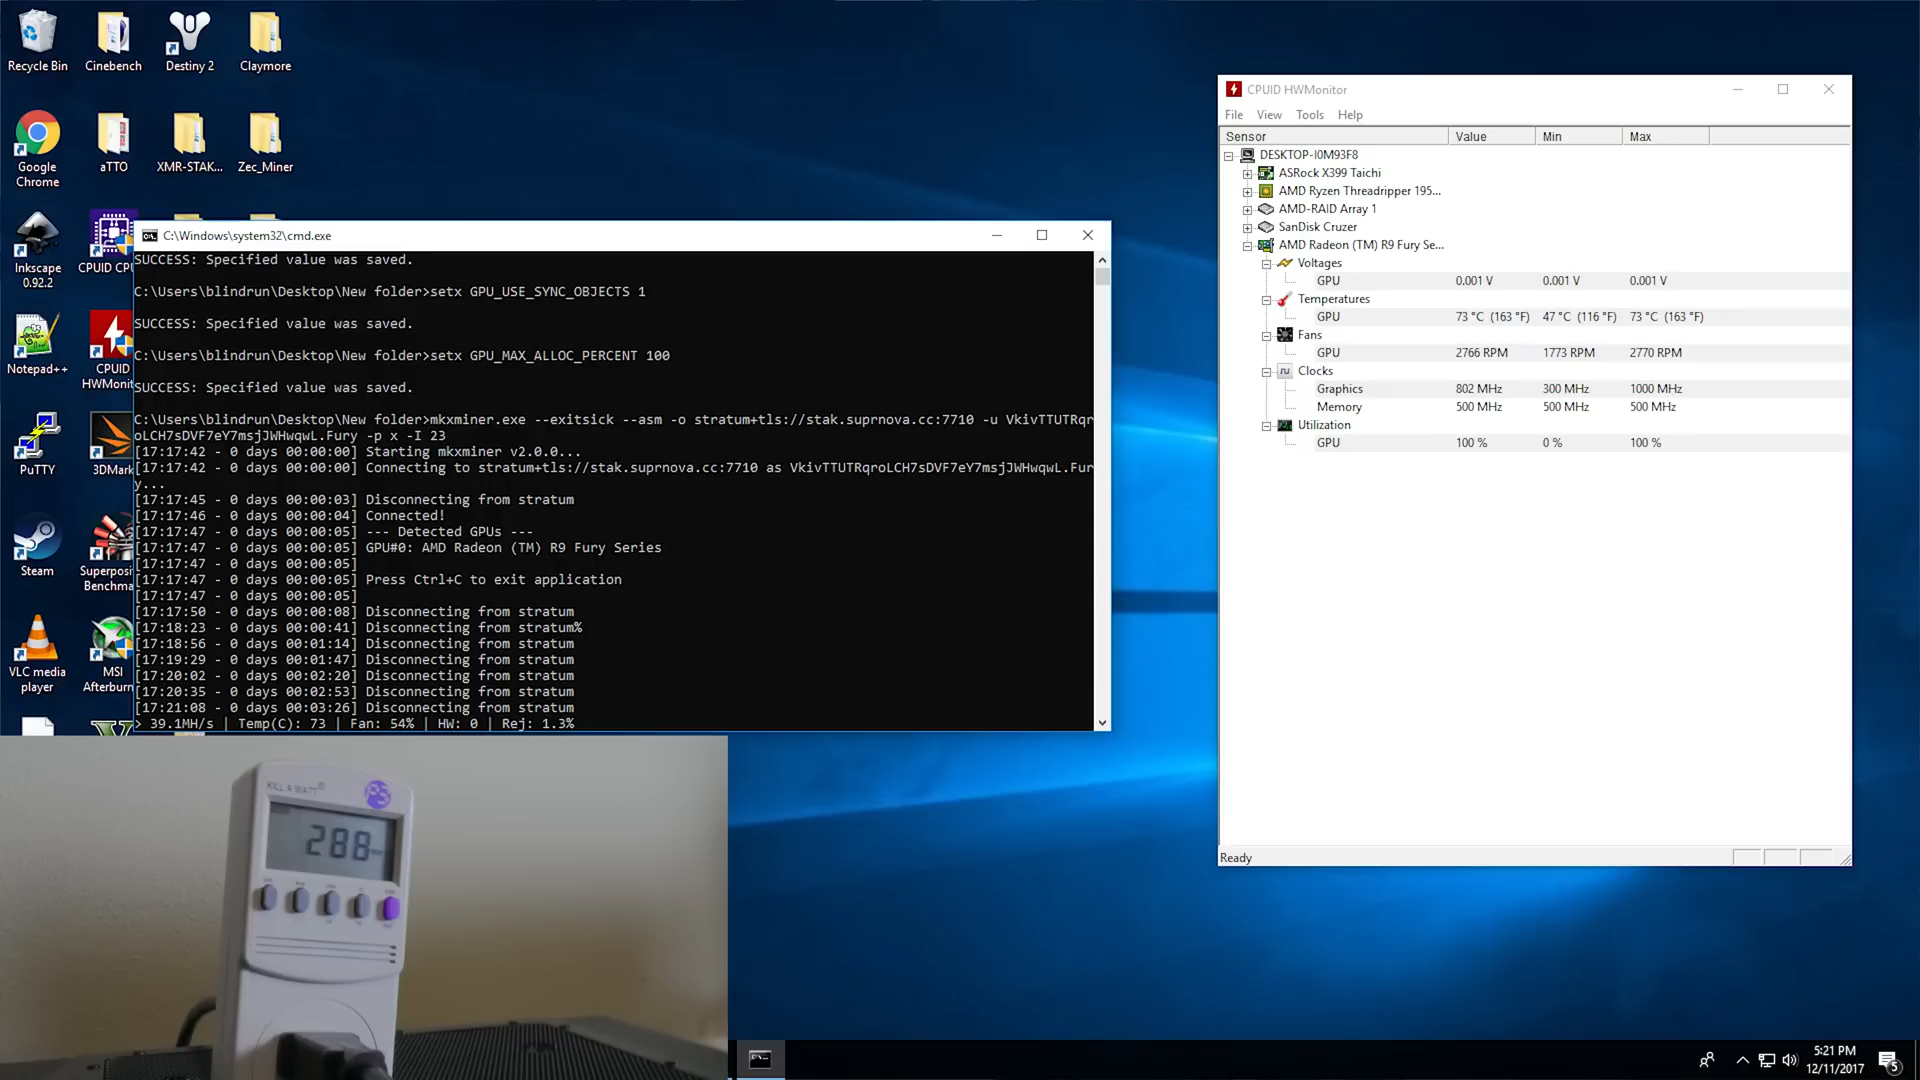 Recycle Bin
Cinebench
Destiny 2
Claymore
Google
Chrome
aTTO
XMR-STAK...
Zec_Miner
Inkscape
0.92.2
CPUID CPU
Notepad++
CPUID
HWMonit
PuTTY
3DMark
Steam
Superposi
Benchma
VLC media
player
MSI
Afterburn
C:\Windows\system32\cmd.exe
SUCCESS: Specified value was saved.
C:\Users\blindrun\Desktop\New folder>setx GPU_USE_SYNC_OBJECTS 1
SUCCESS: Specified value was saved.
C:\Users\blindrun\Desktop\New folder>setx GPU_MAX_ALLOC_PERCENT 100
SUCCESS: Specified value was saved.
C:\Users\blindrun\Desktop\New folder>mkxminer.exe --exitsick --asm -o stratum+tls://stak.suprnova.cc:7710 -u VkivTTUTRqr
oLCH7sDVF7eY7msjJWHwqwL.Fury -p x -I 23
[17:17:42 - 0 days 00:00:00] Starting mkxminer v2.0.0...
[17:17:42 - 0 days 00:00:00] Connecting to stratum+tls://stak.suprnova.cc:7710 as VkivTTUTRqroLCH7sDVF7eY7msjJWHwqwL.Fur
y...
[17:17:45 - 0 days 00:00:03] Disconnecting from stratum
[17:17:46 - 0 days 00:00:04] Connected!
[17:17:47 - 0 days 00:00:05] --- Detected GPUs ---
[17:17:47 - 0 days 00:00:05] GPU#0: AMD Radeon (TM) R9 Fury Series
[17:17:47 - 0 days 00:00:05]
[17:17:47 - 0 days 00:00:05] Press Ctrl+C to exit application
[17:17:47 - 0 days 00:00:05]
[17:17:50 - 0 days 00:00:08] Disconnecting from stratum
[17:18:23 - 0 days 00:00:41] Disconnecting from stratum%
[17:18:56 - 0 days 00:01:14] Disconnecting from stratum
[17:19:29 - 0 days 00:01:47] Disconnecting from stratum
[17:20:02 - 0 days 00:02:20] Disconnecting from stratum
[17:20:35 - 0 days 00:02:53] Disconnecting from stratum
[17:21:08 - 0 days 00:03:26] Disconnecting from stratum
> 39.1MH/s | Temp(C): 73 | Fan: 54% | HW: 0 | Rej: 1.3%
CPUID HWMonitor
File View Tools Help
Sensor Value Min Max
DESKTOP-I0M93F8
ASRock X399 Taichi
AMD Ryzen Threadripper 195...
AMD-RAID Array 1
SanDisk Cruzer
AMD Radeon (TM) R9 Fury Se...
Voltages
GPU 0.001 V 0.001 V 0.001 V
Temperatures
GPU 73 °C (163 °F) 47 °C (116 °F) 73 °C (163 °F)
Fans
GPU 2766 RPM 1773 RPM 2770 RPM
Clocks
Graphics 802 MHz 300 MHz 1000 MHz
Memory 500 MHz 500 MHz 500 MHz
Utilization
GPU 100 % 0 % 100 %
Ready
KILL A WATT
P3
288
5:21 PM
12/11/2017
5